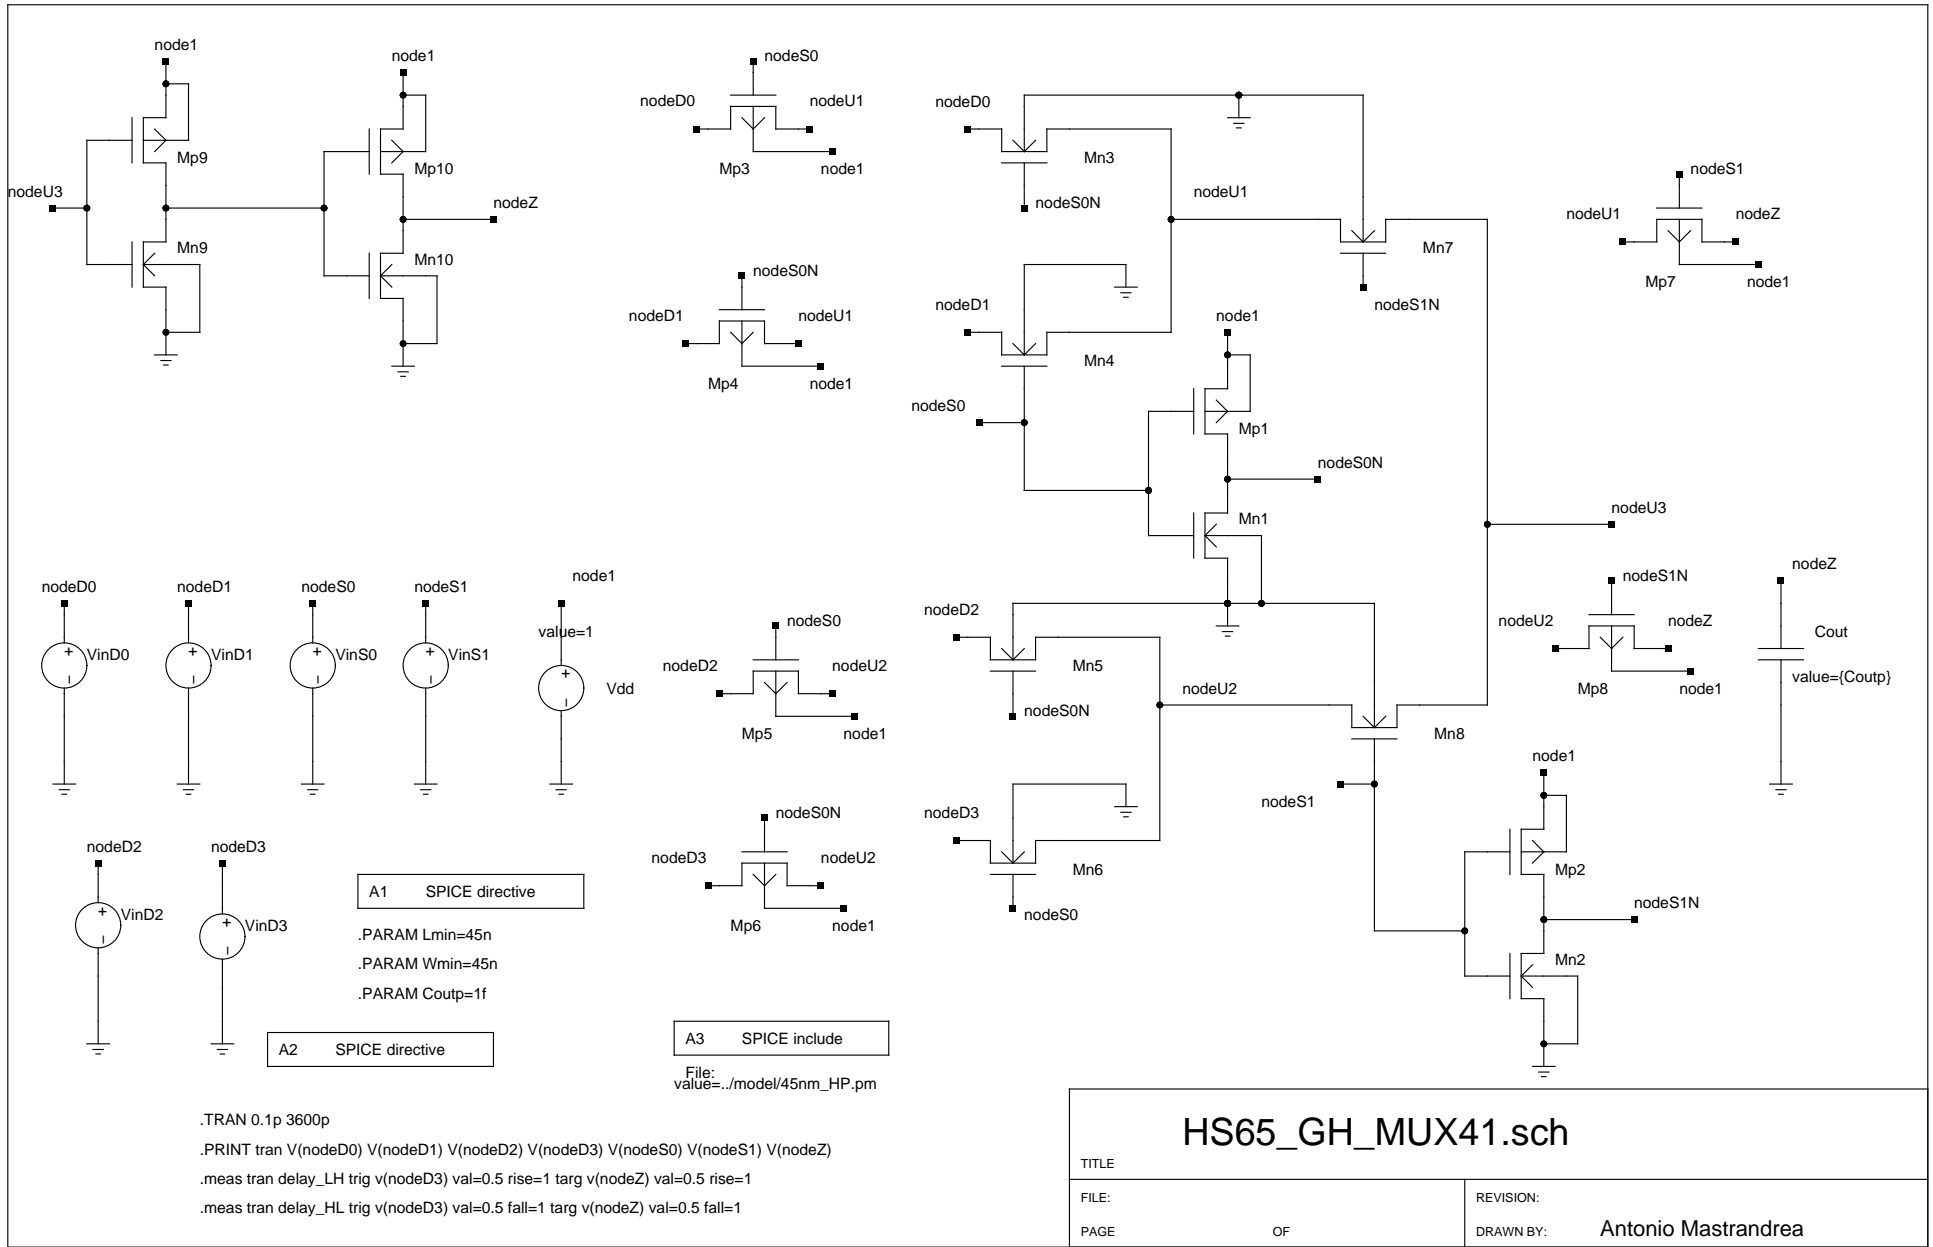 node1
node1
Mp9
Mp10
nodeU3
nodeZ
Mn9
Mn10
nodeS0
nodeD0
nodeU1
Mp3
node1
nodeS0N
nodeD1
nodeU1
Mp4
node1
nodeD0
Mn3
nodeS0N
nodeU1
Mn7
nodeS1N
nodeD1
Mn4
node1
nodeS0
Mp1
nodeS0N
Mn1
nodeS1
nodeU1
nodeZ
Mp7
node1
nodeU3
nodeD0
nodeD1
nodeS0
nodeS1
node1
value=1
VinD0
VinD1
VinS0
VinS1
Vdd
nodeS0
nodeD2
nodeU2
Mp5
node1
nodeD2
Mn5
nodeS0N
nodeU2
Mn8
nodeS1
nodeS1N
nodeU2
nodeZ
Mp8
node1
nodeZ
Cout
value={Coutp}
nodeD2
nodeD3
VinD2
VinD3
nodeS0N
nodeD3
nodeU2
Mp6
node1
nodeD3
Mn6
nodeS0
node1
Mp2
nodeS1N
Mn2
A1 SPICE directive
.PARAM Lmin=45n
.PARAM Wmin=45n
.PARAM Coutp=1f
A2 SPICE directive
A3 SPICE include
File:
value=../model/45nm_HP.pm
.TRAN 0.1p 3600p
.PRINT tran V(nodeD0) V(nodeD1) V(nodeD2) V(nodeD3) V(nodeS0) V(nodeS1) V(nodeZ)
.meas tran delay_LH trig v(nodeD3) val=0.5 rise=1 targ v(nodeZ) val=0.5 rise=1
.meas tran delay_HL trig v(nodeD3) val=0.5 fall=1 targ v(nodeZ) val=0.5 fall=1
HS65_GH_MUX41.sch
TITLE
FILE:
REVISION:
PAGE OF
DRAWN BY: Antonio Mastrandrea